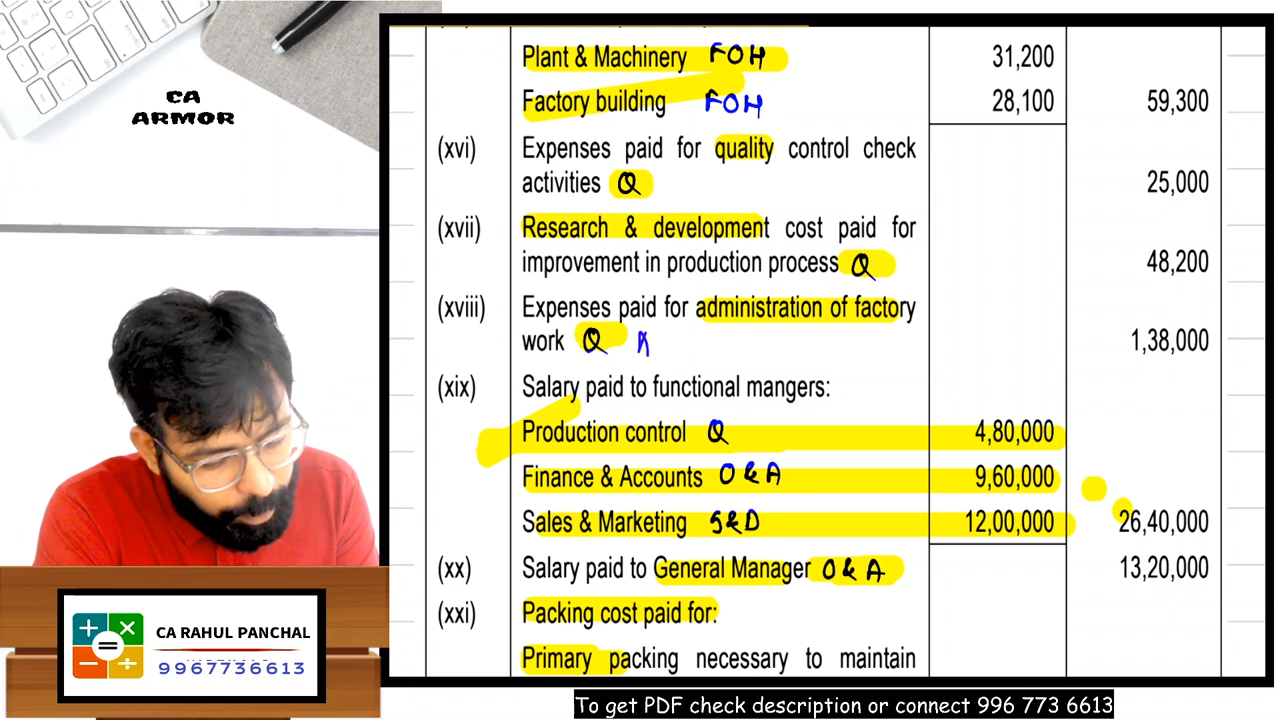 CA
ARMOR
Plant & Machinery FOH 31,200
Factory building FOH 28,100 59,300
(xvi) Expenses paid for quality control check
activities Q 25,000
(xvii) Research & development cost paid for
improvement in production process Q 48,200
(xviii) Expenses paid for administration of factory
work Q 1,38,000
(xix) Salary paid to functional mangers:
Production control Q 4,80,000
Finance & Accounts O & A 9,60,000
Sales & Marketing S&D 12,00,000 26,40,000
(xx) Salary paid to General Manager O & A 13,20,000
(xxi) Packing cost paid for:
Primary packing necessary to maintain
CA RAHUL PANCHAL
9967736613
To get PDF check description or connect 996 773 6613